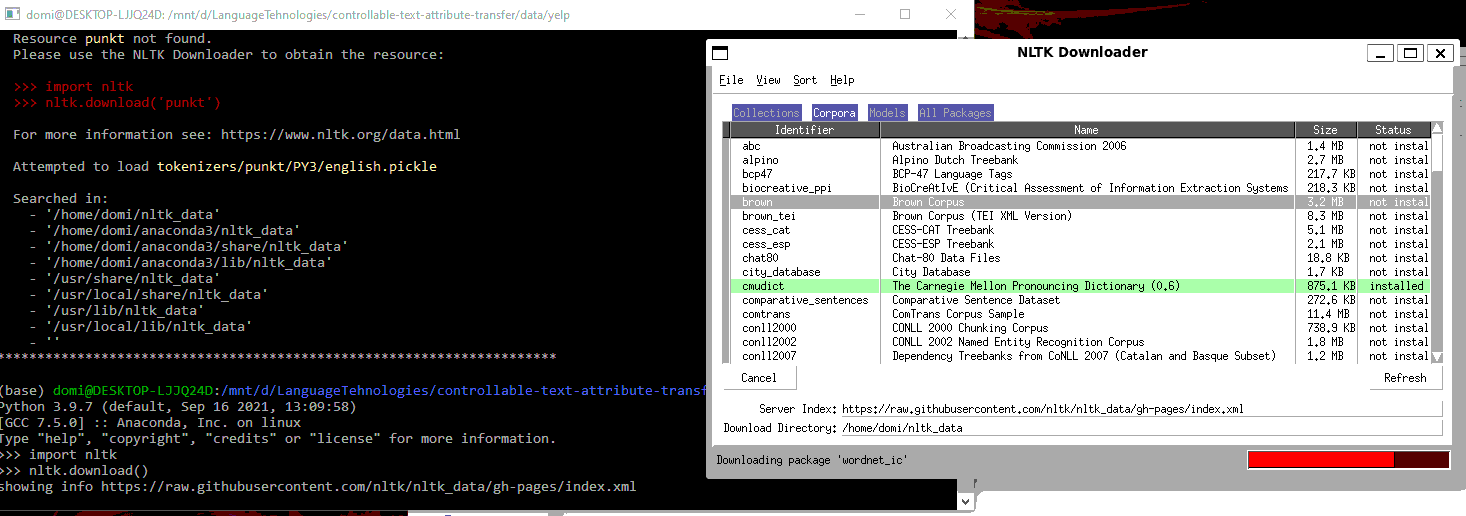 domi@DESKTOP-LJJQ24D: /mnt/d/LanguageTehnologies/controllable-text-attribute-transfer/data/yelp
Resource punkt not found.
Please use the NLTK Downloader to obtain the resource:
>>> import nltk
>>> nltk.download('punkt')
For more information see: https://www.nltk.org/data.html
Attempted to load tokenizers/punkt/PY3/english.pickle
Searched in:
- '/home/domi/nltk_data'
- '/home/domi/anaconda3/nltk_data'
- '/home/domi/anaconda3/share/nltk_data'
- '/home/domi/anaconda3/lib/nltk_data'
- '/usr/share/nltk_data'
- '/usr/local/share/nltk_data'
- '/usr/lib/nltk_data'
- '/usr/local/lib/nltk_data'
- ''
**********************************************************************
(base) domi@DESKTOP-LJJQ24D:/mnt/d/LanguageTehnologies/controllable-text-attribute-transf
Python 3.9.7 (default, Sep 16 2021, 13:09:58)
[GCC 7.5.0] :: Anaconda, Inc. on linux
Type "help", "copyright", "credits" or "license" for more information.
>>> import nltk
>>> nltk.download()
showing info https://raw.githubusercontent.com/nltk/nltk_data/gh-pages/index.xml
NLTK Downloader
File View Sort Help
Collections Corpora Models All Packages
Identifier Name Size Status
abc Australian Broadcasting Commission 2006 1.4 MB not instal
alpino Alpino Dutch Treebank 2.7 MB not instal
bcp47 BCP-47 Language Tags 217.7 KB not instal
biocreative_ppi BioCreAtIvE (Critical Assessment of Information Extraction Systems 218.3 KB not instal
brown Brown Corpus 3.2 MB not instal
brown_tei Brown Corpus (TEI XML Version) 8.3 MB not instal
cess_cat CESS-CAT Treebank 5.1 MB not instal
cess_esp CESS-ESP Treebank 2.1 MB not instal
chat80 Chat-80 Data Files 18.8 KB not instal
city_database City Database 1.7 KB not instal
cmudict The Carnegie Mellon Pronouncing Dictionary (0.6) 875.1 KB installed
comparative_sentences Comparative Sentence Dataset 272.6 KB not instal
comtrans ComTrans Corpus Sample 11.4 MB not instal
conll2000 CONLL 2000 Chunking Corpus 738.9 KB not instal
conll2002 CONLL 2002 Named Entity Recognition Corpus 1.8 MB not instal
conll2007 Dependency Treebanks from CoNLL 2007 (Catalan and Basque Subset) 1.2 MB not instal
Cancel Refresh
Server Index: https://raw.githubusercontent.com/nltk/nltk_data/gh-pages/index.xml
Download Directory: /home/domi/nltk_data
Downloading package 'wordnet_ic'